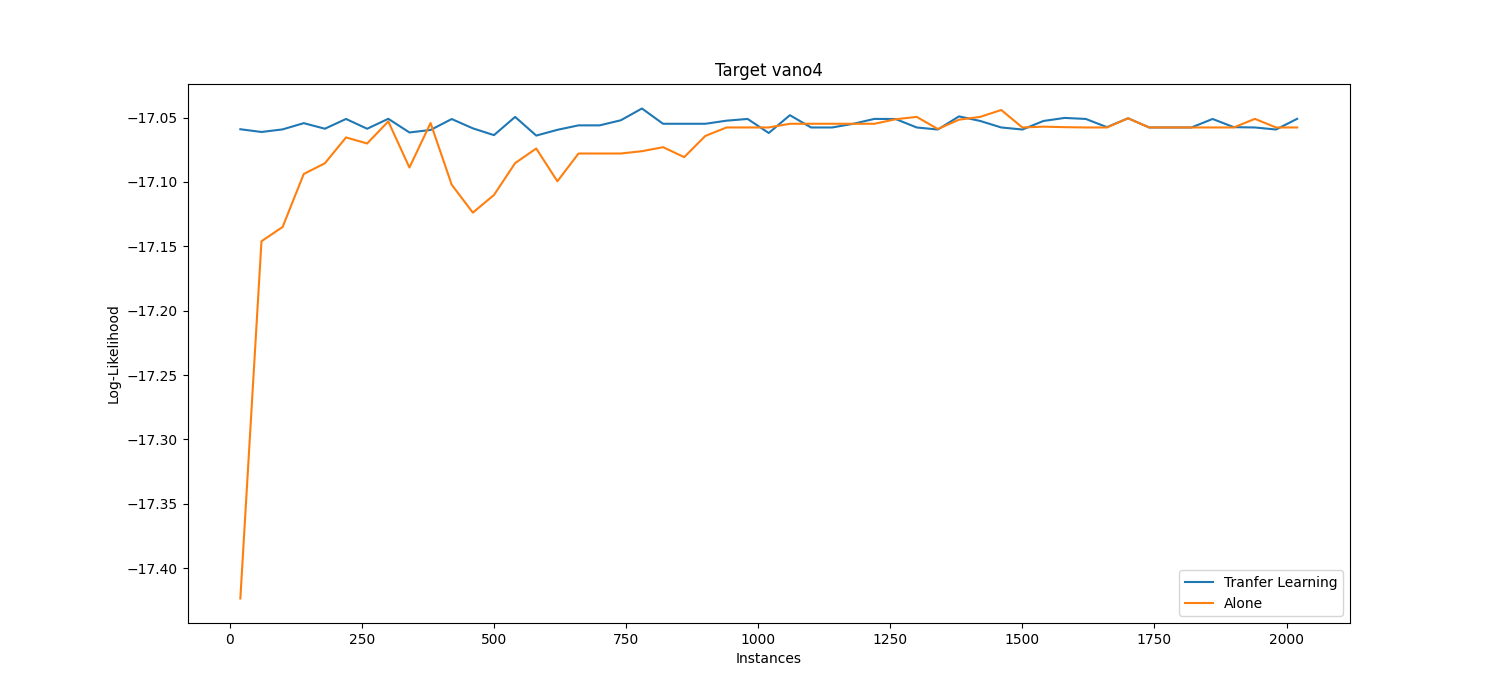 Target vano4
Log-Likelihood
−17.05
−17.10
−17.15
−17.20
−17.25
−17.30
−17.35
−17.40
0 250 500 750 1000 1250 1500 1750 2000
Instances
Tranfer Learning
Alone